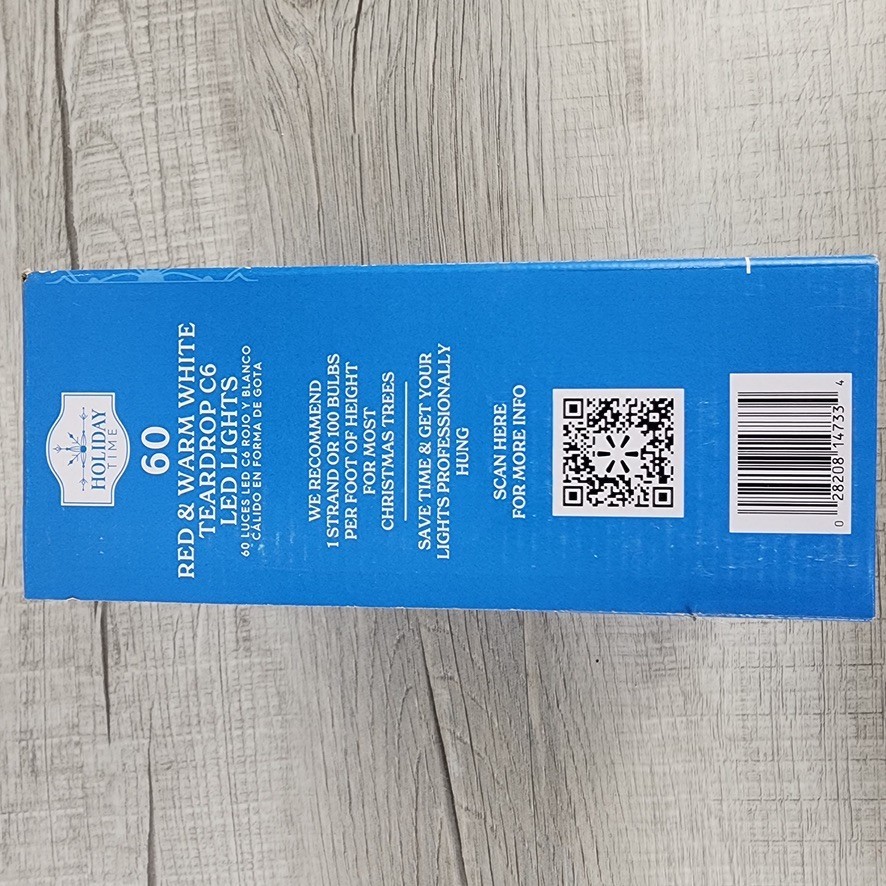 HOLIDAY
TIME
60
RED & WARM WHITE
TEARDROP C6
LED LIGHTS
60 LUCES LED C6 ROJO Y BLANCO
CÁLIDO EN FORMA DE GOTA
WE RECOMMEND
1 STRAND OR 100 BULBS
PER FOOT OF HEIGHT
FOR MOST
CHRISTMAS TREES
SAVE TIME & GET YOUR
LIGHTS PROFESSIONALLY
HUNG
SCAN HERE
FOR MORE INFO
0 28208 14733 4